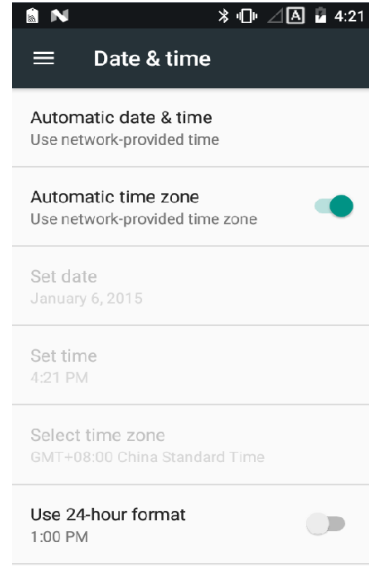 A 4:21
Date & time
Automatic date & time
Use network-provided time
Automatic time zone
Use network-provided time zone
Set date
January 6, 2015
Set time
4:21 PM
Select time zone
GMT+08:00 China Standard Time
Use 24-hour format
1:00 PM